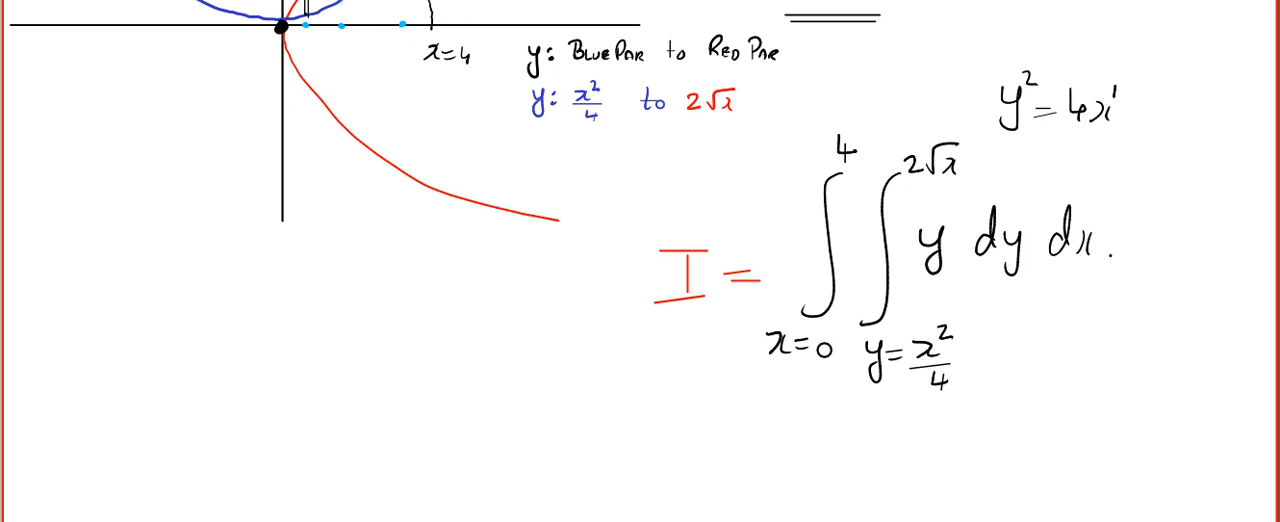 x=4
y: BLUE PAR to RED PAR
y: x²/4 to 2√x
y² = 4x
I = ∫_{x=0}^{4} ∫_{y=x²/4}^{2√x} y dy dx.